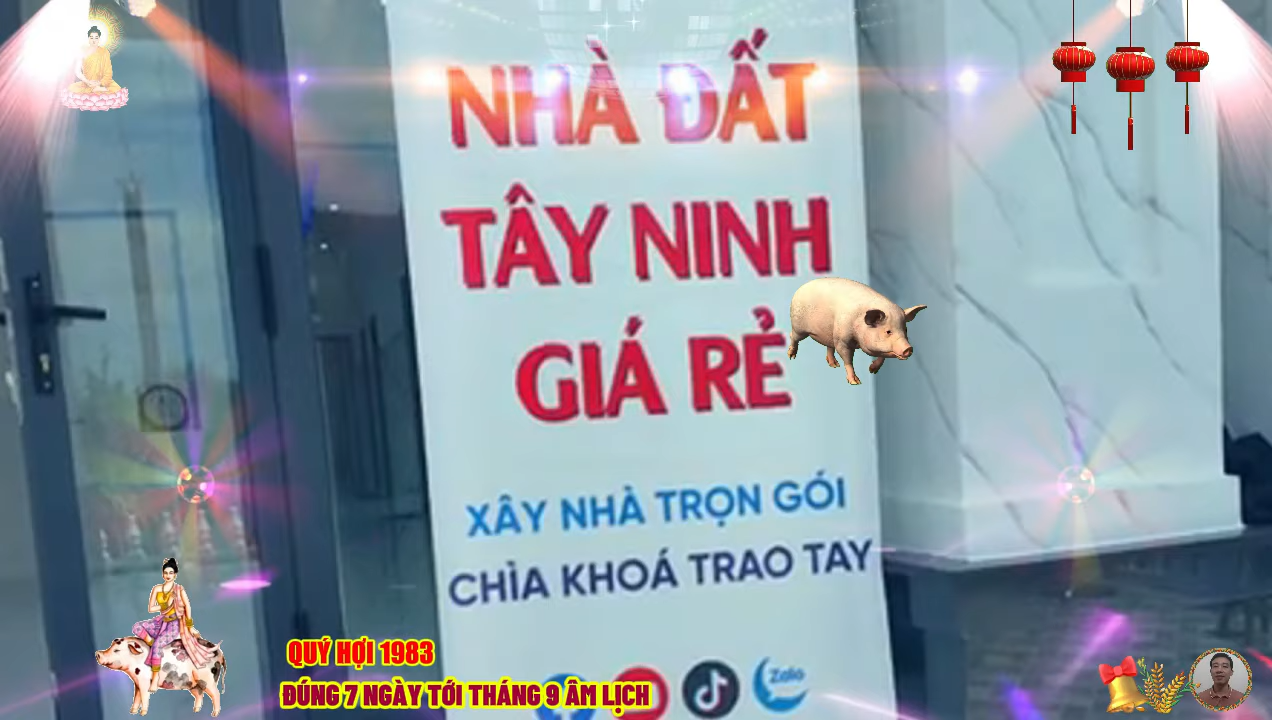 NHÀ ĐẤT
TÂY NINH
GIÁ RẺ
XÂY NHÀ TRỌN GÓI
CHÌA KHOÁ TRAO TAY
Zalo
QUÝ HỢI 1983
ĐÚNG 7 NGÀY TỚI THÁNG 9 ÂM LỊCH